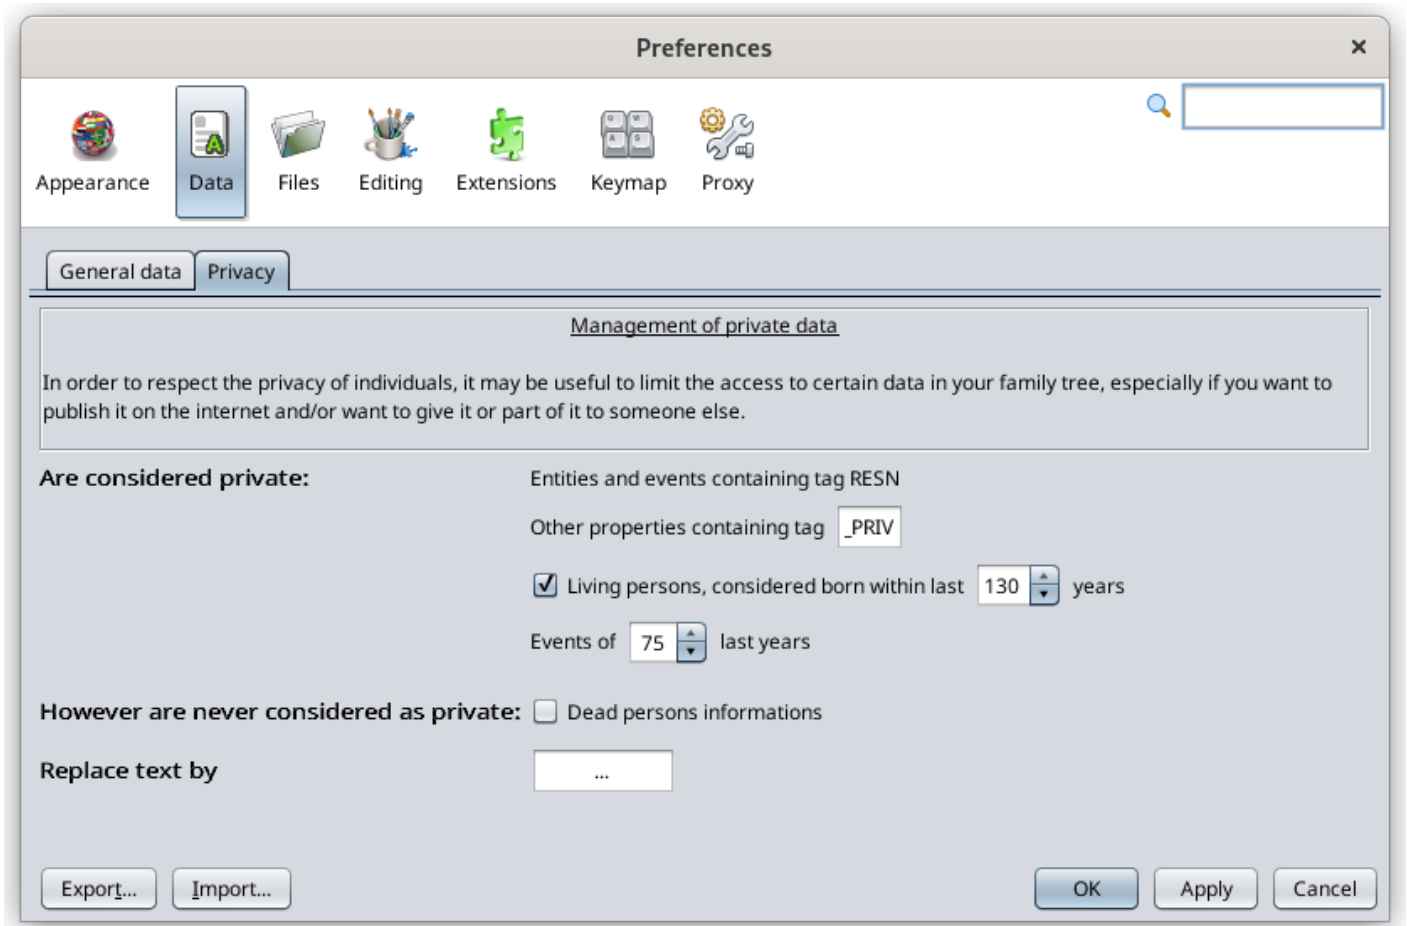 Preferences
Appearance
Data
Files
Editing
Extensions
Keymap
Proxy
General data
Privacy
Management of private data
In order to respect the privacy of individuals, it may be useful to limit the access to certain data in your family tree, especially if you want to
publish it on the internet and/or want to give it or part of it to someone else.
Are considered private: Entities and events containing tag RESN
Other properties containing tag _PRIV
Living persons, considered born within last 130 years
Events of 75 last years
However are never considered as private: Dead persons informations
Replace text by ...
Export...
Import...
OK
Apply
Cancel